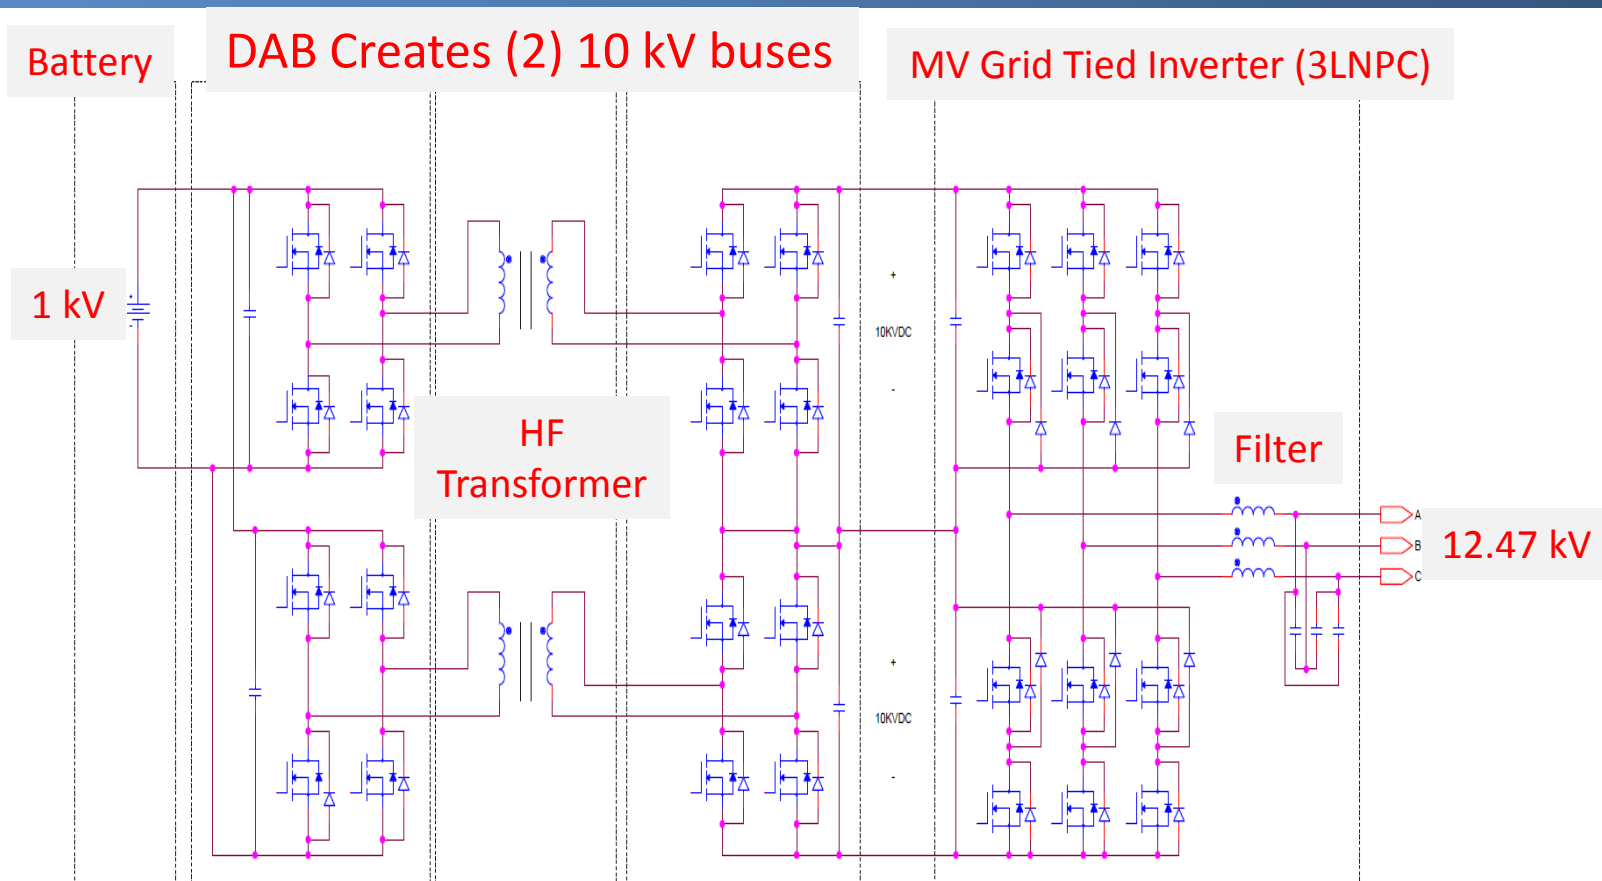 Battery
DAB Creates (2) 10 kV buses
MV Grid Tied Inverter (3LNPC)
1 kV
+
-
+
10KVDC
-
HF
Transformer
Filter
A
B
C
12.47 kV
+
10KVDC
-